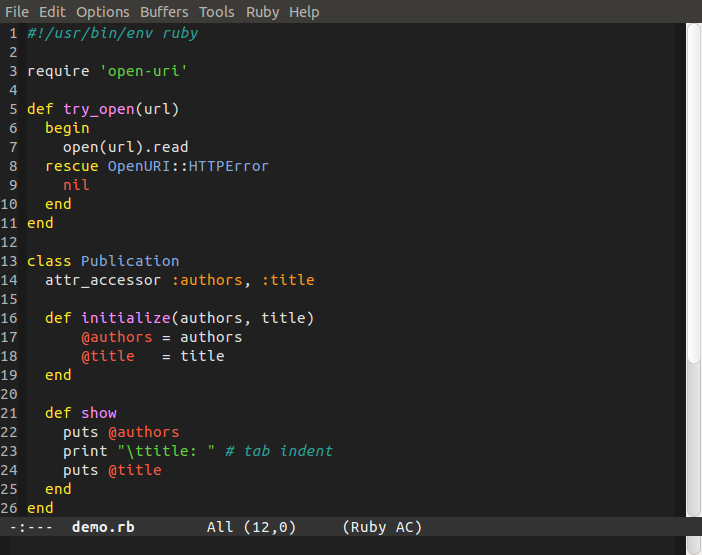 File Edit Options Buffers Tools Ruby Help
1 #!/usr/bin/env ruby
2
3 require 'open-uri'
4
5 def try_open(url)
6   begin
7     open(url).read
8   rescue OpenURI::HTTPError
9     nil
10   end
11 end
12
13 class Publication
14   attr_accessor :authors, :title
15
16   def initialize(authors, title)
17       @authors = authors
18       @title   = title
19   end
20
21   def show
22     puts @authors
23     print "\ttitle: " # tab indent
24     puts @title
25   end
26 end
-:---  demo.rb        All (12,0)     (Ruby AC)